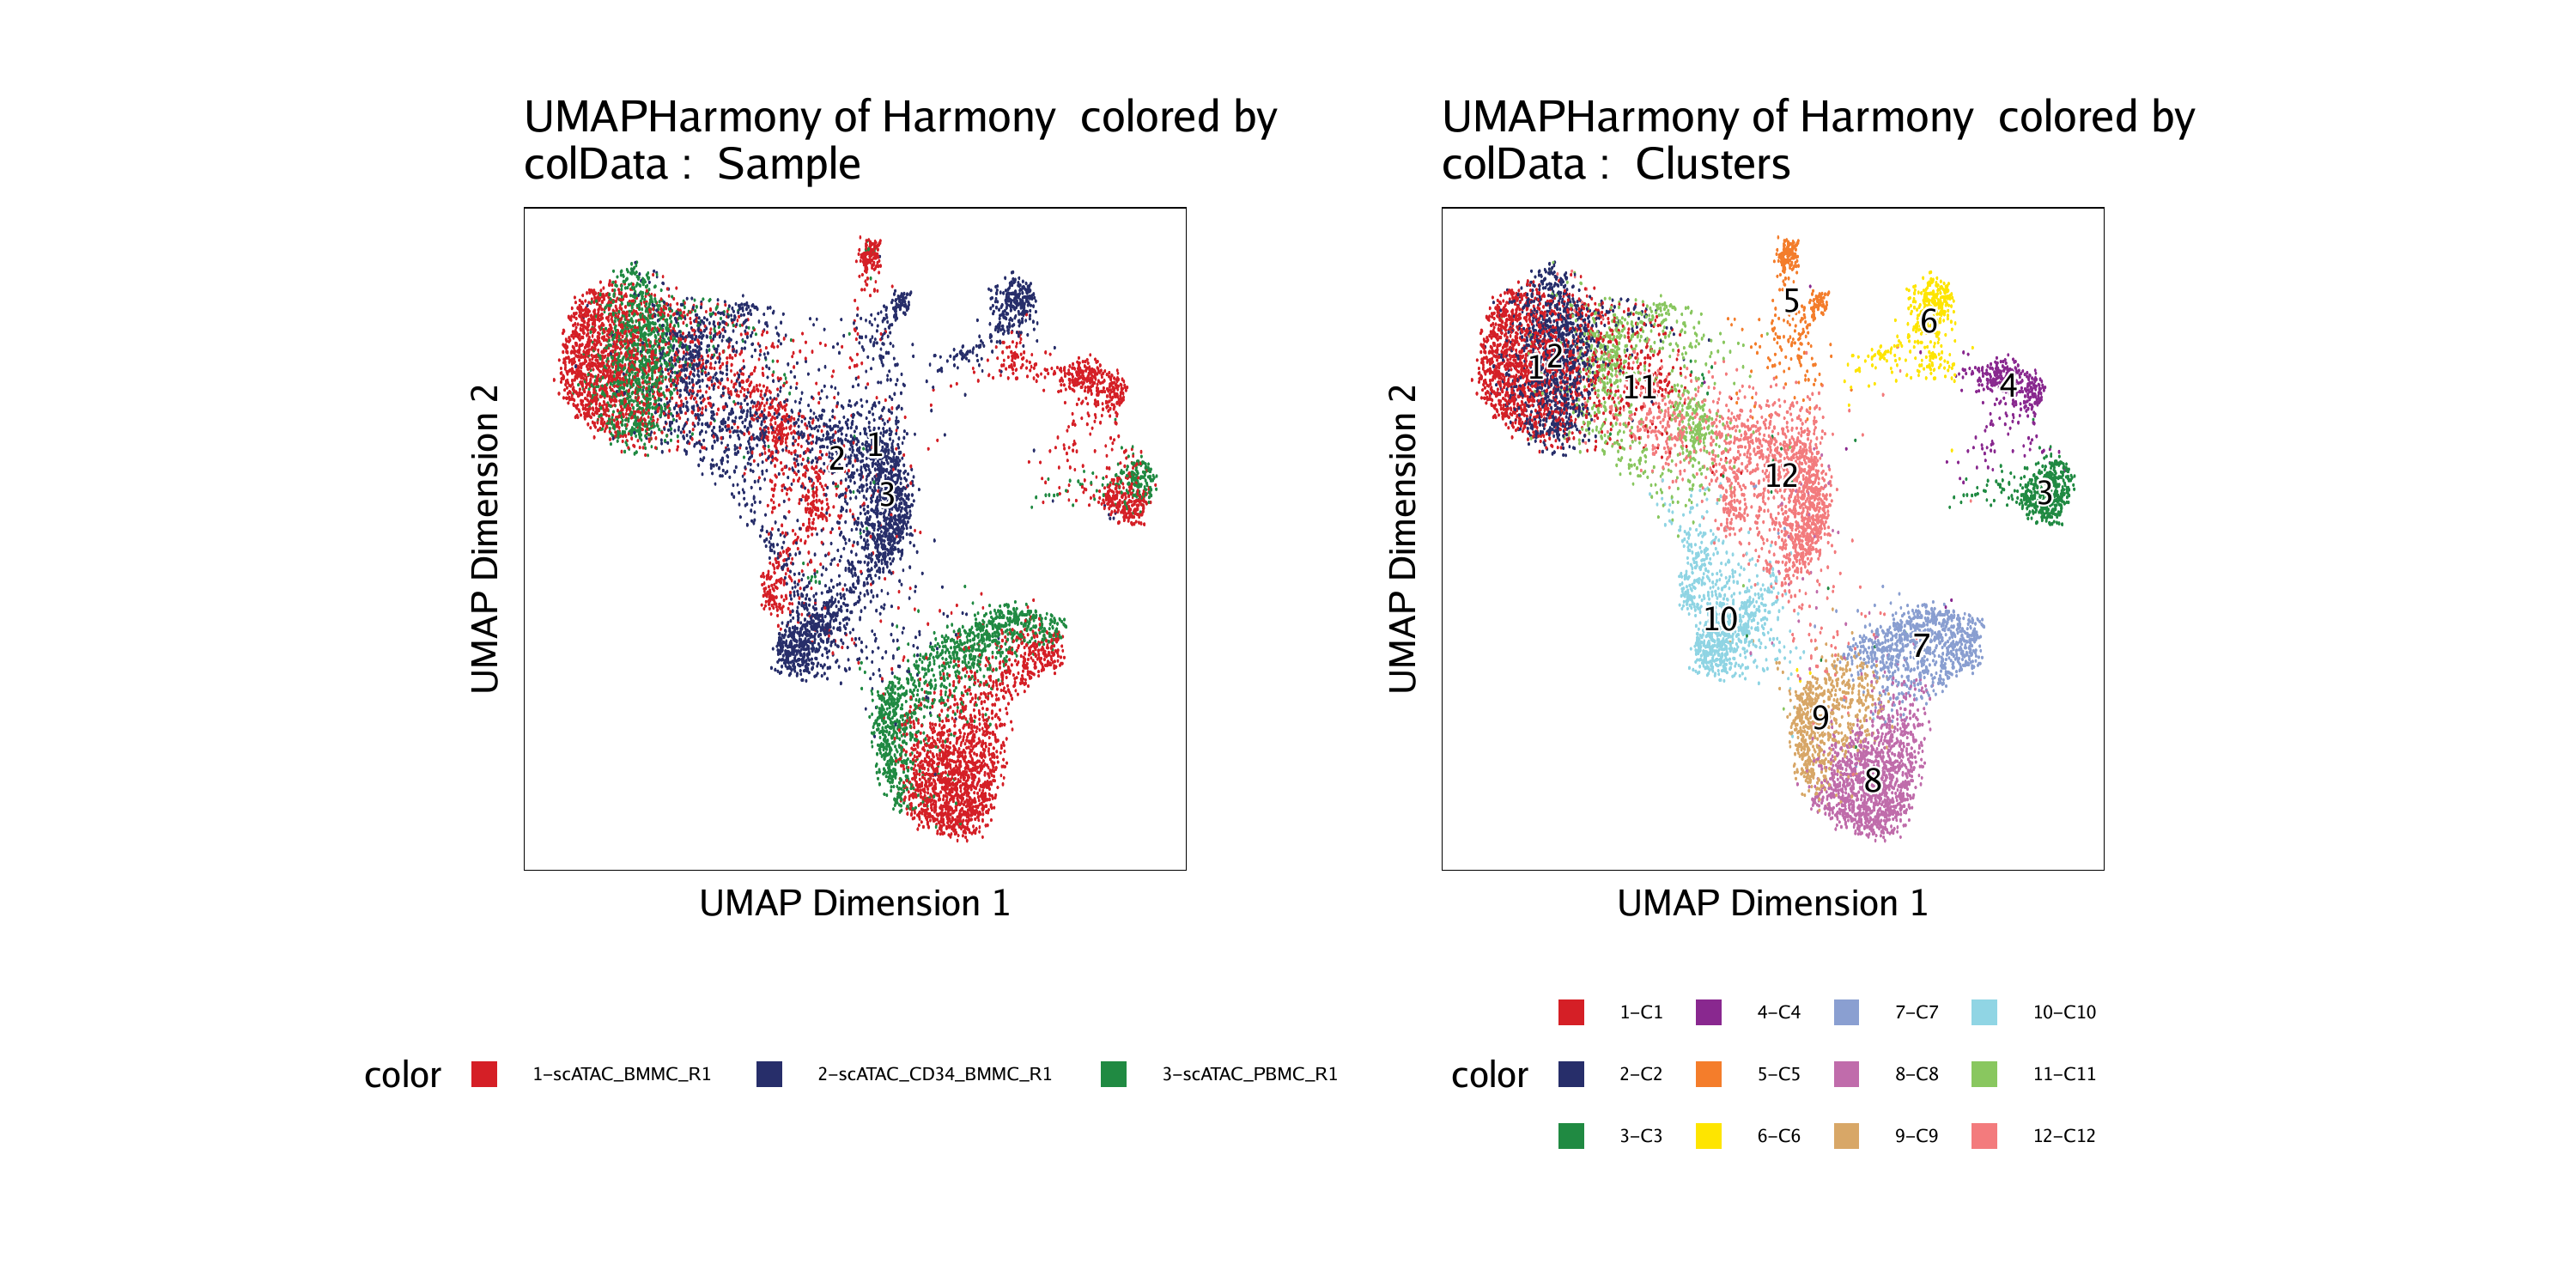 UMAPHarmony of Harmony  colored by
colData :  Sample
UMAP Dimension 2
1
2
3
UMAP Dimension 1
color
1−scATAC_BMMC_R1
2−scATAC_CD34_BMMC_R1
3−scATAC_PBMC_R1
UMAPHarmony of Harmony  colored by
colData :  Clusters
UMAP Dimension 2
5
6
1
2
11
4
12
3
10
7
9
8
UMAP Dimension 1
color
1−C1
4−C4
7−C7
10−C10
2−C2
5−C5
8−C8
11−C11
3−C3
6−C6
9−C9
12−C12